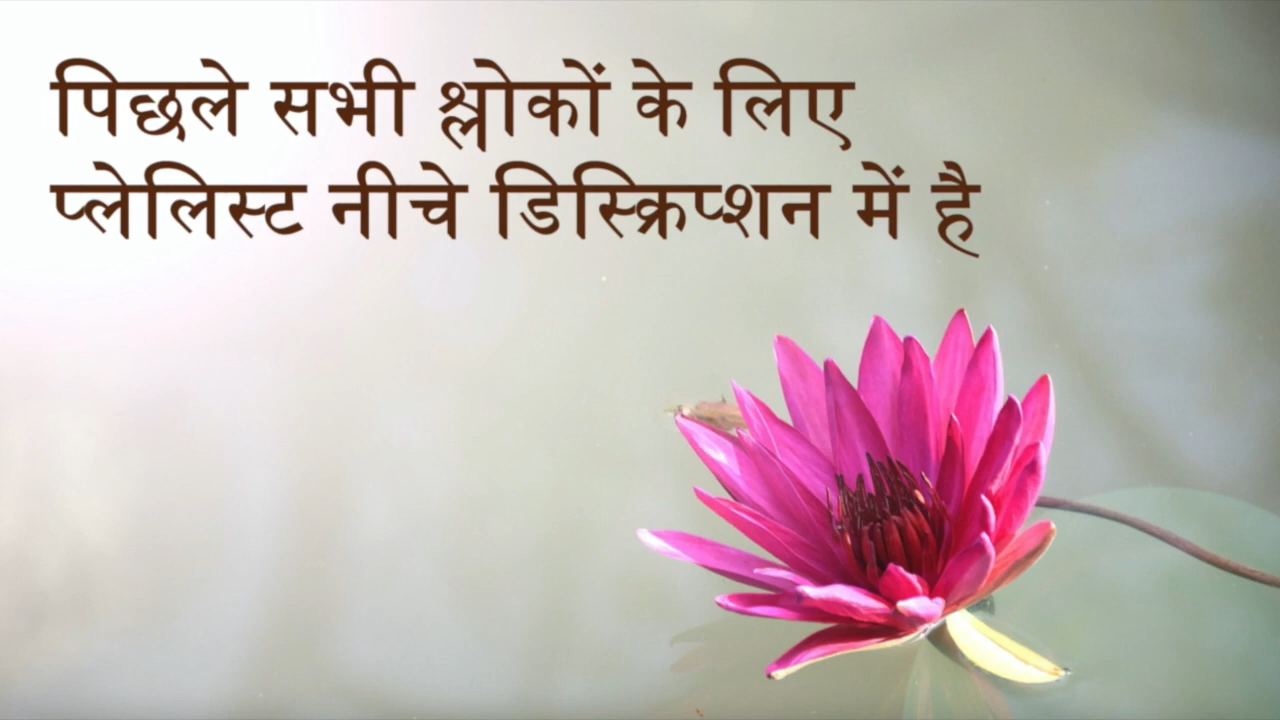 पिछले सभी श्लोकों के लिए
प्लेलिस्ट नीचे डिस्क्रिप्शन में है